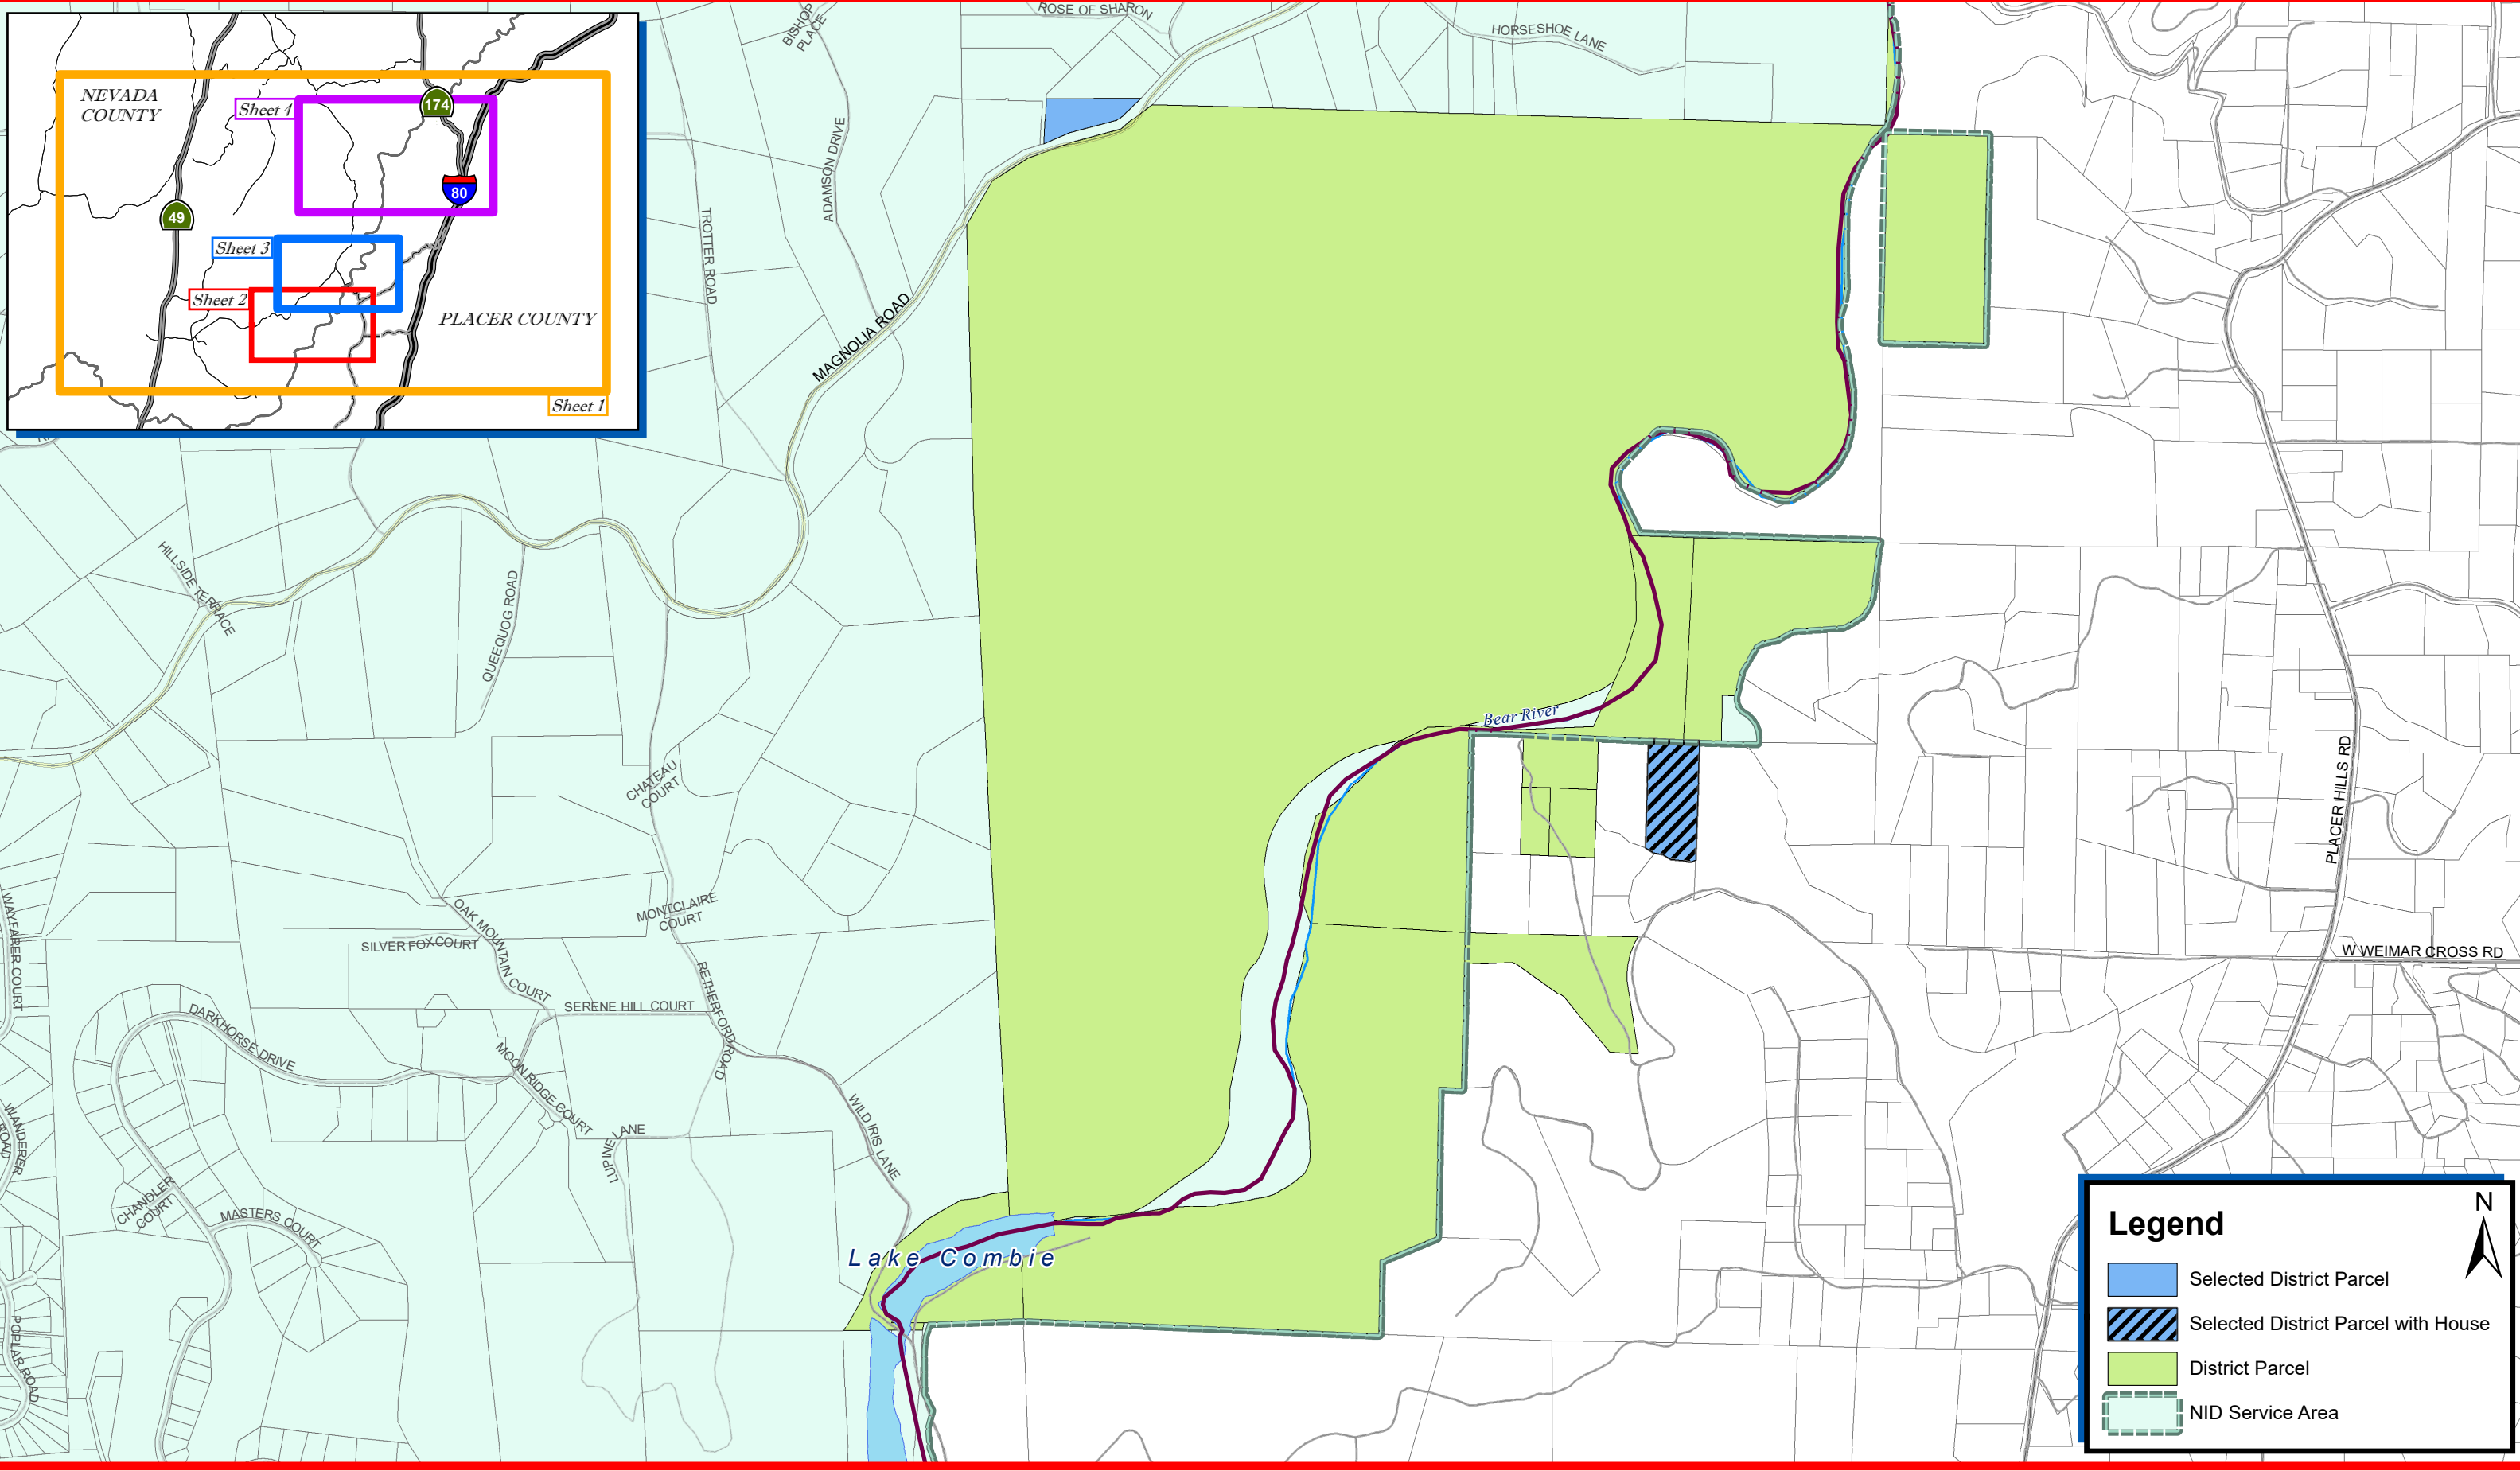 NEVADA
COUNTY
Sheet 4
174
80
49
Sheet 3
Sheet 2
PLACER COUNTY
Sheet 1
BISHOP
PLACE
ROSE OF SHARON
HORSESHOE LANE
ADAMSON DRIVE
TROTTER ROAD
MAGNOLIA ROAD
HILLSIDE TERRACE
QUEEQUOG ROAD
Bear River
CHATEAU
COURT
PLACER HILLS RD
MONTCLAIRE
COURT
OAK MOUNTAIN COURT
SILVER FOX COURT
WAYFARER COURT
W WEIMAR CROSS RD
RETHERFORD ROAD
SERENE HILL COURT
DARKHORSE DRIVE
MOON RIDGE COURT
WILD IRIS LANE
LUPINE LANE
WANDERER
ROAD
CHANDLER
COURT
MASTERS COURT
Lake Combie
POPLAR ROAD
N
Legend
Selected District Parcel
Selected District Parcel with House
District Parcel
NID Service Area